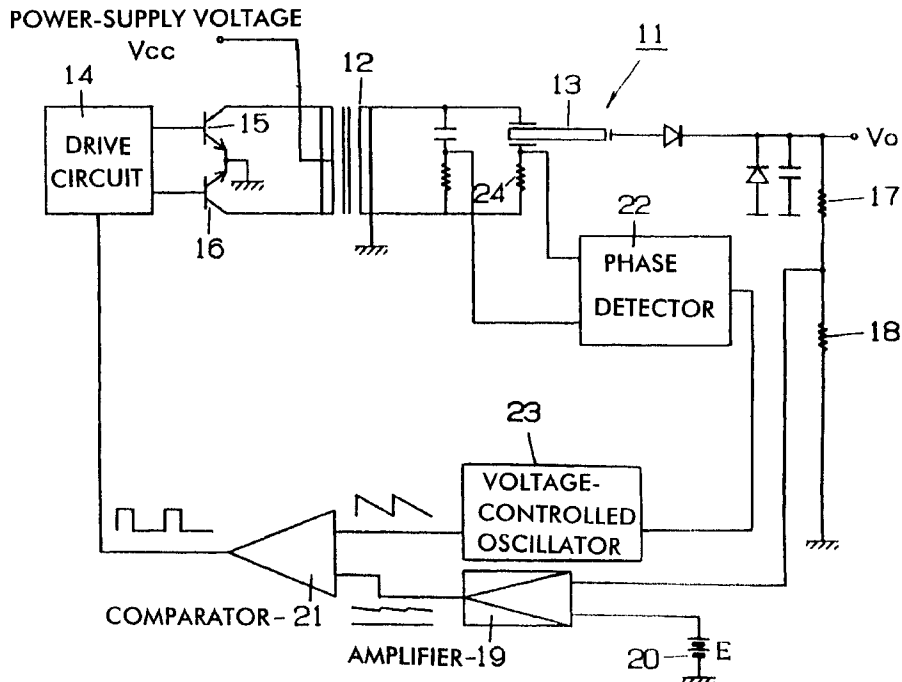 POWER-SUPPLY VOLTAGE
Vcc
11
14
12
13
DRIVE
CIRCUIT
15
16
24
Vo
17
22
PHASE
DETECTOR
18
23
VOLTAGE-
CONTROLLED
OSCILLATOR
COMPARATOR-21
AMPLIFIER-19
20
E